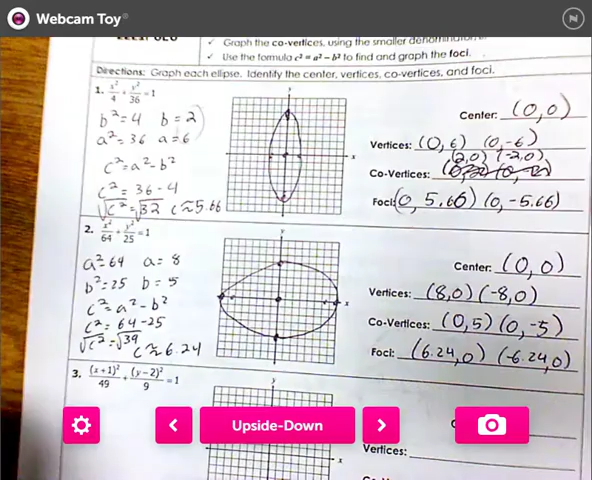 Webcam Toy
✓ Graph the co-vertices, using the smaller denominator.
✓ Use the formula c² = a² – b² to find and graph the foci.
Directions: Graph each ellipse. Identify the center, vertices, co-vertices, and foci.
1. x²/4 + y²/36 = 1
b² = 4 b = 2
a² = 36 a = 6
c² = a² - b²
c² = 36 - 4
√c² = √32 c ≈ 5.66
y
x
Center: (0,0)
Vertices: (0,6) (0,-6)
(2,0) (-2,0)
Co-Vertices:
Foci: (0, 5.66) (0, -5.66)
2. x²/64 + y²/25 = 1
a² = 64 a = 8
b² = 25 b = 5
c² = a² - b²
c² = 64 - 25
√c² = √39
c ≈ 6.24
y
x
Center: (0,0)
Vertices: (8,0) (-8,0)
Co-Vertices: (0,5) (0,-5)
Foci: (6.24,0) (-6.24,0)
3. (x+1)²/49 + (y-2)²/9 = 1
y
x
Vertices:
Upside-Down